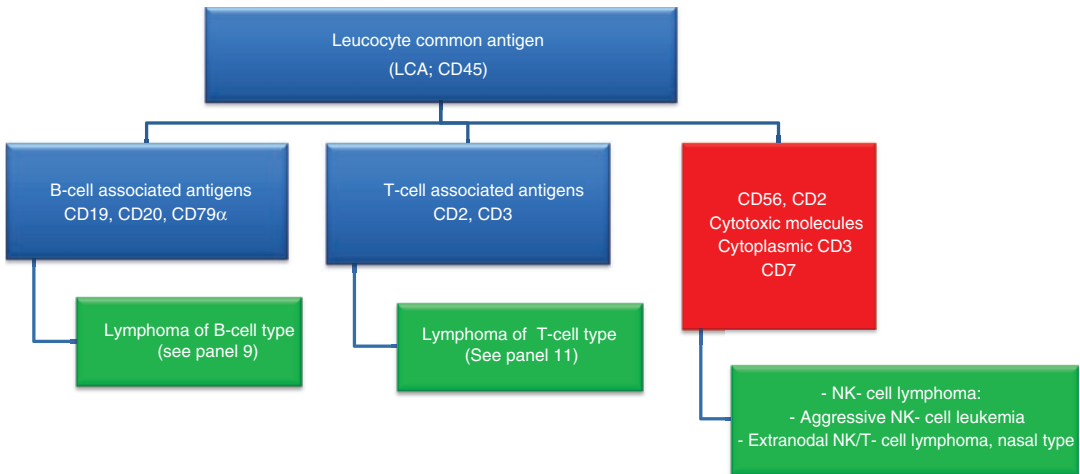 Leucocyte common antigen
(LCA; CD45)
B-cell associated antigens
CD19, CD20, CD79α
T-cell associated antigens
CD2, CD3
CD56, CD2
Cytotoxic molecules
Cytoplasmic CD3
CD7
Lymphoma of B-cell type
(see panel 9)
Lymphoma of T-cell type
(See panel 11)
- NK- cell lymphoma:
- Aggressive NK- cell leukemia
- Extranodal NK/T- cell lymphoma, nasal type